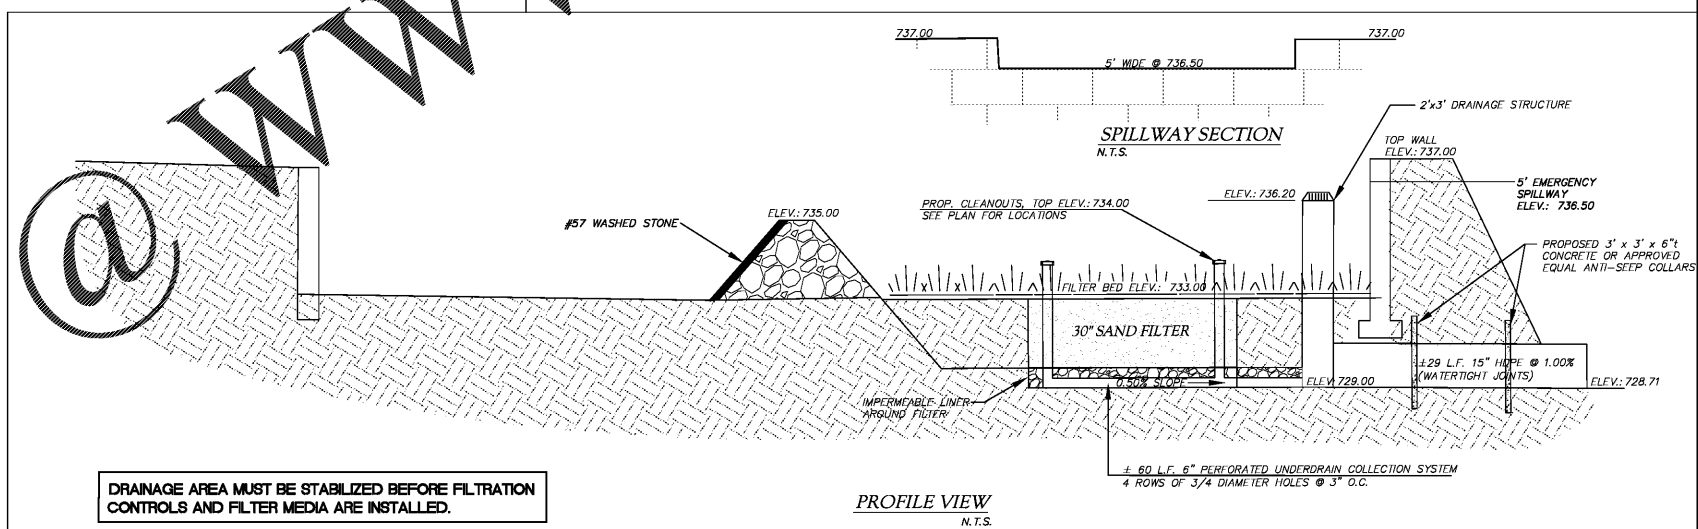 @ WWW
737.00
737.00
5' WIDE @ 736.50
SPILLWAY SECTION
N.T.S.
2'x3' DRAINAGE STRUCTURE
TOP WALL
ELEV.: 737.00
5' EMERGENCY
SPILLWAY
ELEV.: 736.50
ELEV.: 736.20
PROP. CLEANOUTS, TOP ELEV.: 734.00
SEE PLAN FOR LOCATIONS
ELEV.: 735.00
#57 WASHED STONE
PROPOSED 3' x 3' x 6"t
CONCRETE OR APPROVED
EQUAL ANTI-SEEP COLLARS
FILTER BED ELEV.: 733.00
30" SAND FILTER
±29 L.F. 15" HDPE @ 1.00%
(WATERTIGHT JOINTS)
0.50% SLOPE
ELEV. 729.00
ELEV.: 728.71
IMPERMEABLE LINER
AROUND FILTER
± 60 L.F. 6" PERFORATED UNDERDRAIN COLLECTION SYSTEM
4 ROWS OF 3/4 DIAMETER HOLES @ 3" O.C.
DRAINAGE AREA MUST BE STABILIZED BEFORE FILTRATION
CONTROLS AND FILTER MEDIA ARE INSTALLED.
PROFILE VIEW
N.T.S.